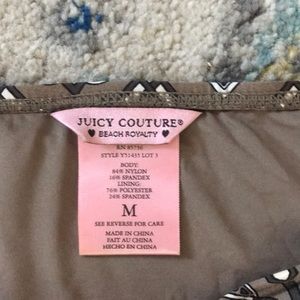 JUICY COUTURE®
♥ BEACH ROYALTY ♥
RN 85736
STYLE Y51435 LOT 3
BODY:
84% NYLON
16% SPANDEX
LINING:
76% POLYESTER
24% SPANDEX
M
SEE REVERSE FOR CARE
MADE IN CHINA
FAIT AU CHINA
HECHO EN CHINA